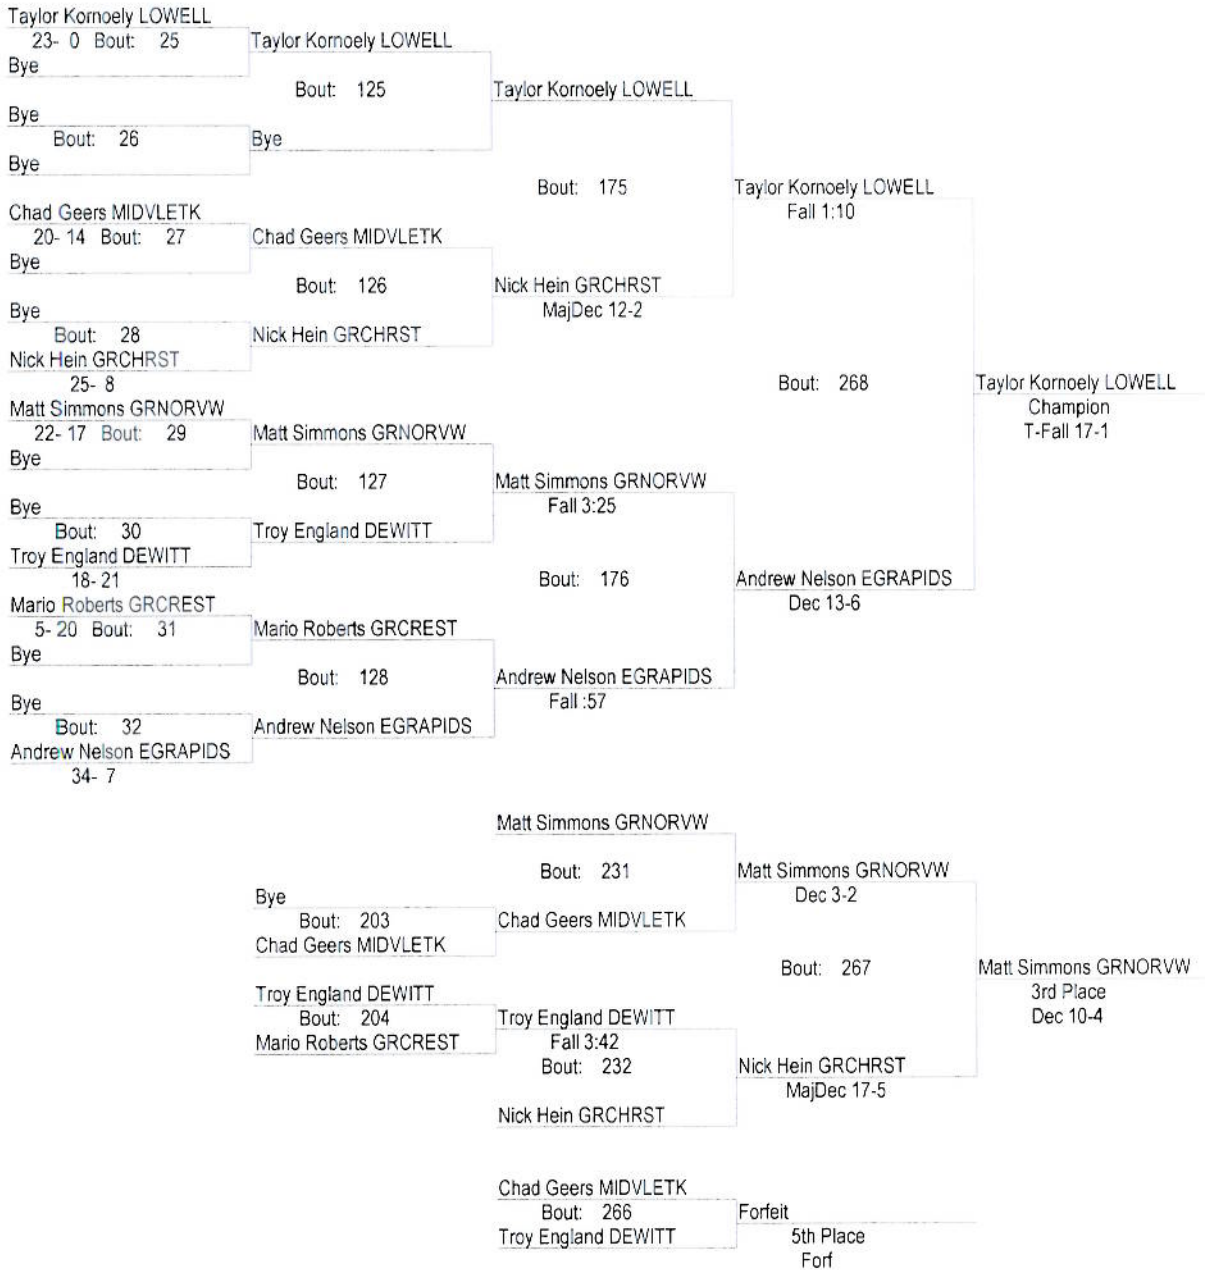 Taylor Kornoely LOWELL
23- 0 Bout: 25
Bye
Bye
Bout: 26
Bye
Chad Geers MIDVLETK
20- 14 Bout: 27
Bye
Bye
Bout: 28
Nick Hein GRCHRST
25- 8
Matt Simmons GRNORVW
22- 17 Bout: 29
Bye
Bye
Bout: 30
Troy England DEWITT
18- 21
Mario Roberts GRCREST
5- 20 Bout: 31
Bye
Bye
Bout: 32
Andrew Nelson EGRAPIDS
34- 7
Taylor Kornoely LOWELL
Bout: 125
Bye
Chad Geers MIDVLETK
Bout: 126
Nick Hein GRCHRST
Matt Simmons GRNORVW
Bout: 127
Troy England DEWITT
Mario Roberts GRCREST
Bout: 128
Andrew Nelson EGRAPIDS
Taylor Kornoely LOWELL
Bout: 175
Nick Hein GRCHRST
MajDec 12-2
Matt Simmons GRNORVW
Fall 3:25
Bout: 176
Andrew Nelson EGRAPIDS
Fall :57
Taylor Kornoely LOWELL
Fall 1:10
Bout: 268
Andrew Nelson EGRAPIDS
Dec 13-6
Taylor Kornoely LOWELL
Champion
T-Fall 17-1
Bye
Bout: 203
Chad Geers MIDVLETK
Troy England DEWITT
Bout: 204
Mario Roberts GRCREST
Matt Simmons GRNORVW
Bout: 231
Chad Geers MIDVLETK
Troy England DEWITT
Fall 3:42
Bout: 232
Nick Hein GRCHRST
Matt Simmons GRNORVW
Dec 3-2
Bout: 267
Nick Hein GRCHRST
MajDec 17-5
Matt Simmons GRNORVW
3rd Place
Dec 10-4
Chad Geers MIDVLETK
Bout: 266
Troy England DEWITT
Forfeit
5th Place
Forf